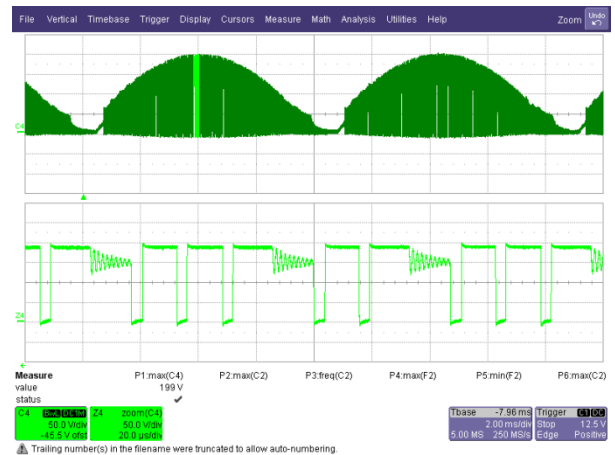 File Vertical Timebase Trigger Display Cursors Measure Math Analysis Utilities Help Zoom Undo
C4
Z4
Measure P1:max(C4) P2:max(C2) P3:freq(C2) P4:max(F2) P5:min(F2) P6:max(C2)
value 199 V
status
C4 BwL DC1M Z4 zoom(C4) Tbase -7.96 ms Trigger C1 DC
50.0 V/div 50.0 V/div 2.00 ms/div Stop 12.5 V
-45.5 V ofst 20.0 µs/div 5.00 MS 250 MS/s Edge Positive
Trailing number(s) in the filename were truncated to allow auto-numbering.